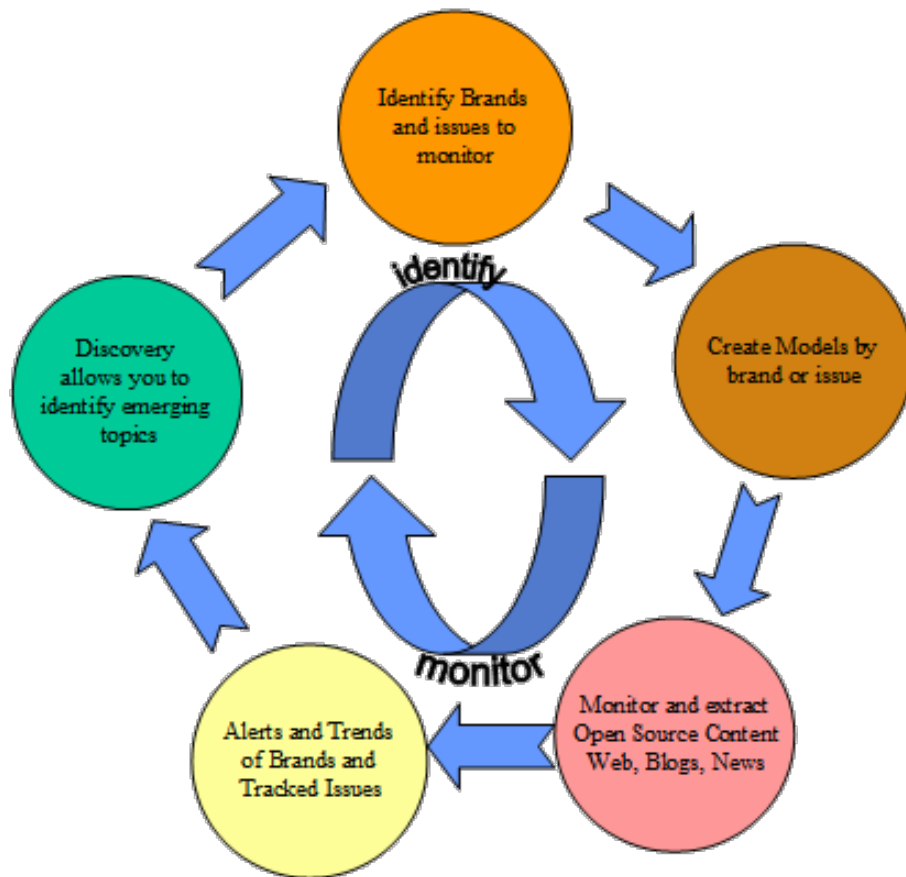 Identify Brands
and issues to
monitor
identify
Create Models by
brand or issue
Discovery
allows you to
identify emerging
topics
monitor
Monitor and extract
Open Source Content
Web, Blogs, News
Alerts and Trends
of Brands and
Tracked Issues